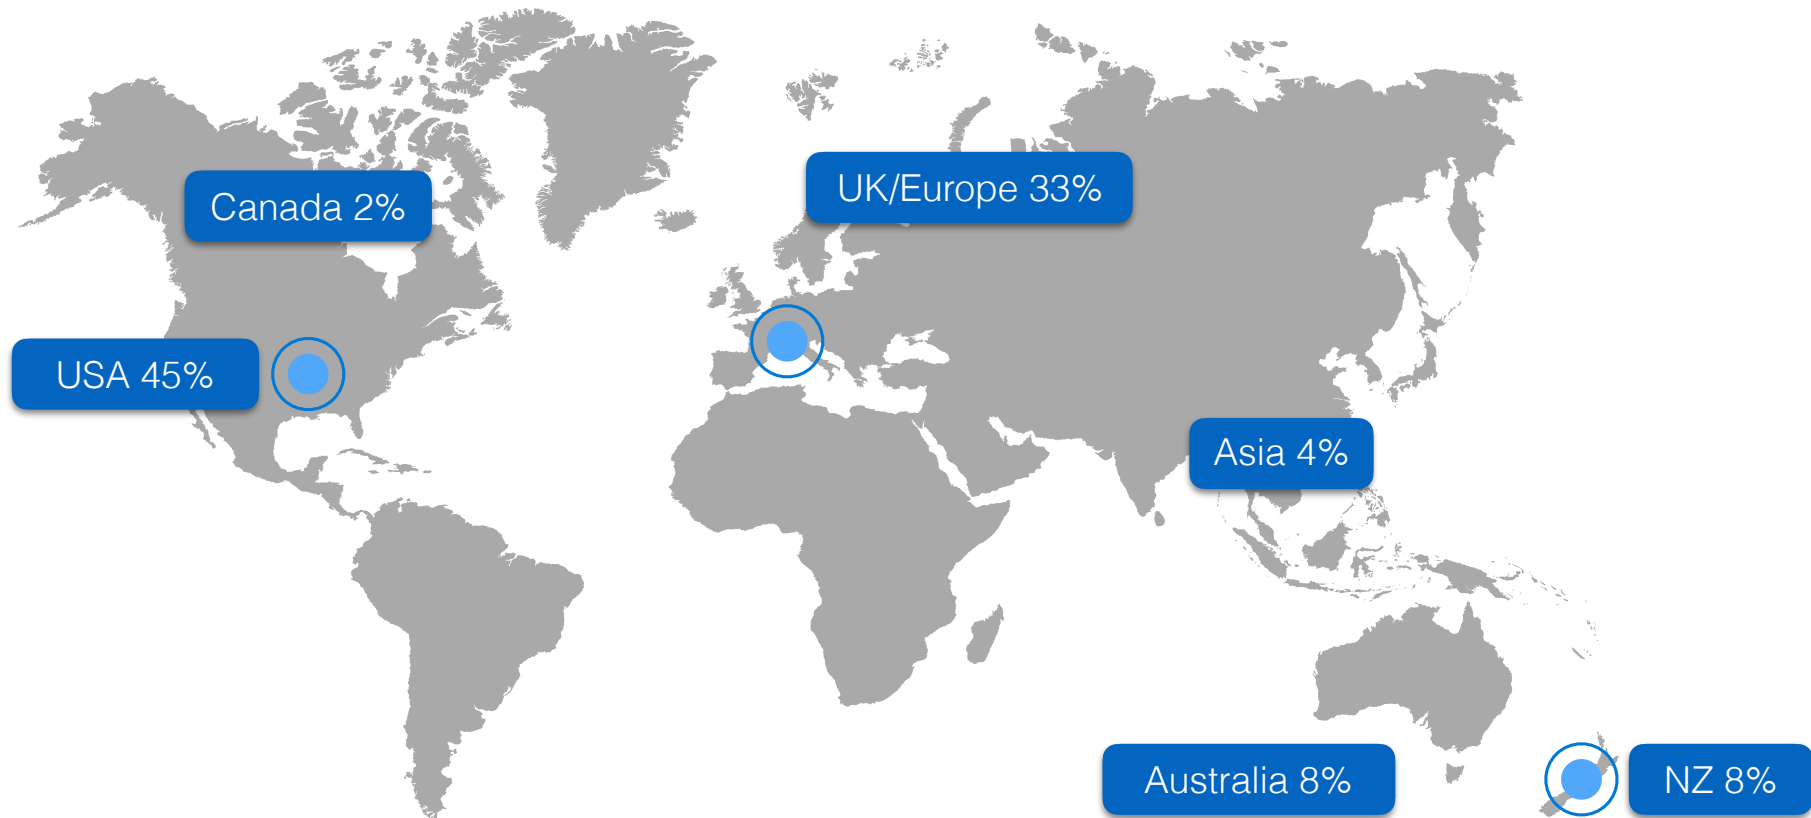 Canada 2%
UK/Europe 33%
USA 45%
Asia 4%
Australia 8%
NZ 8%